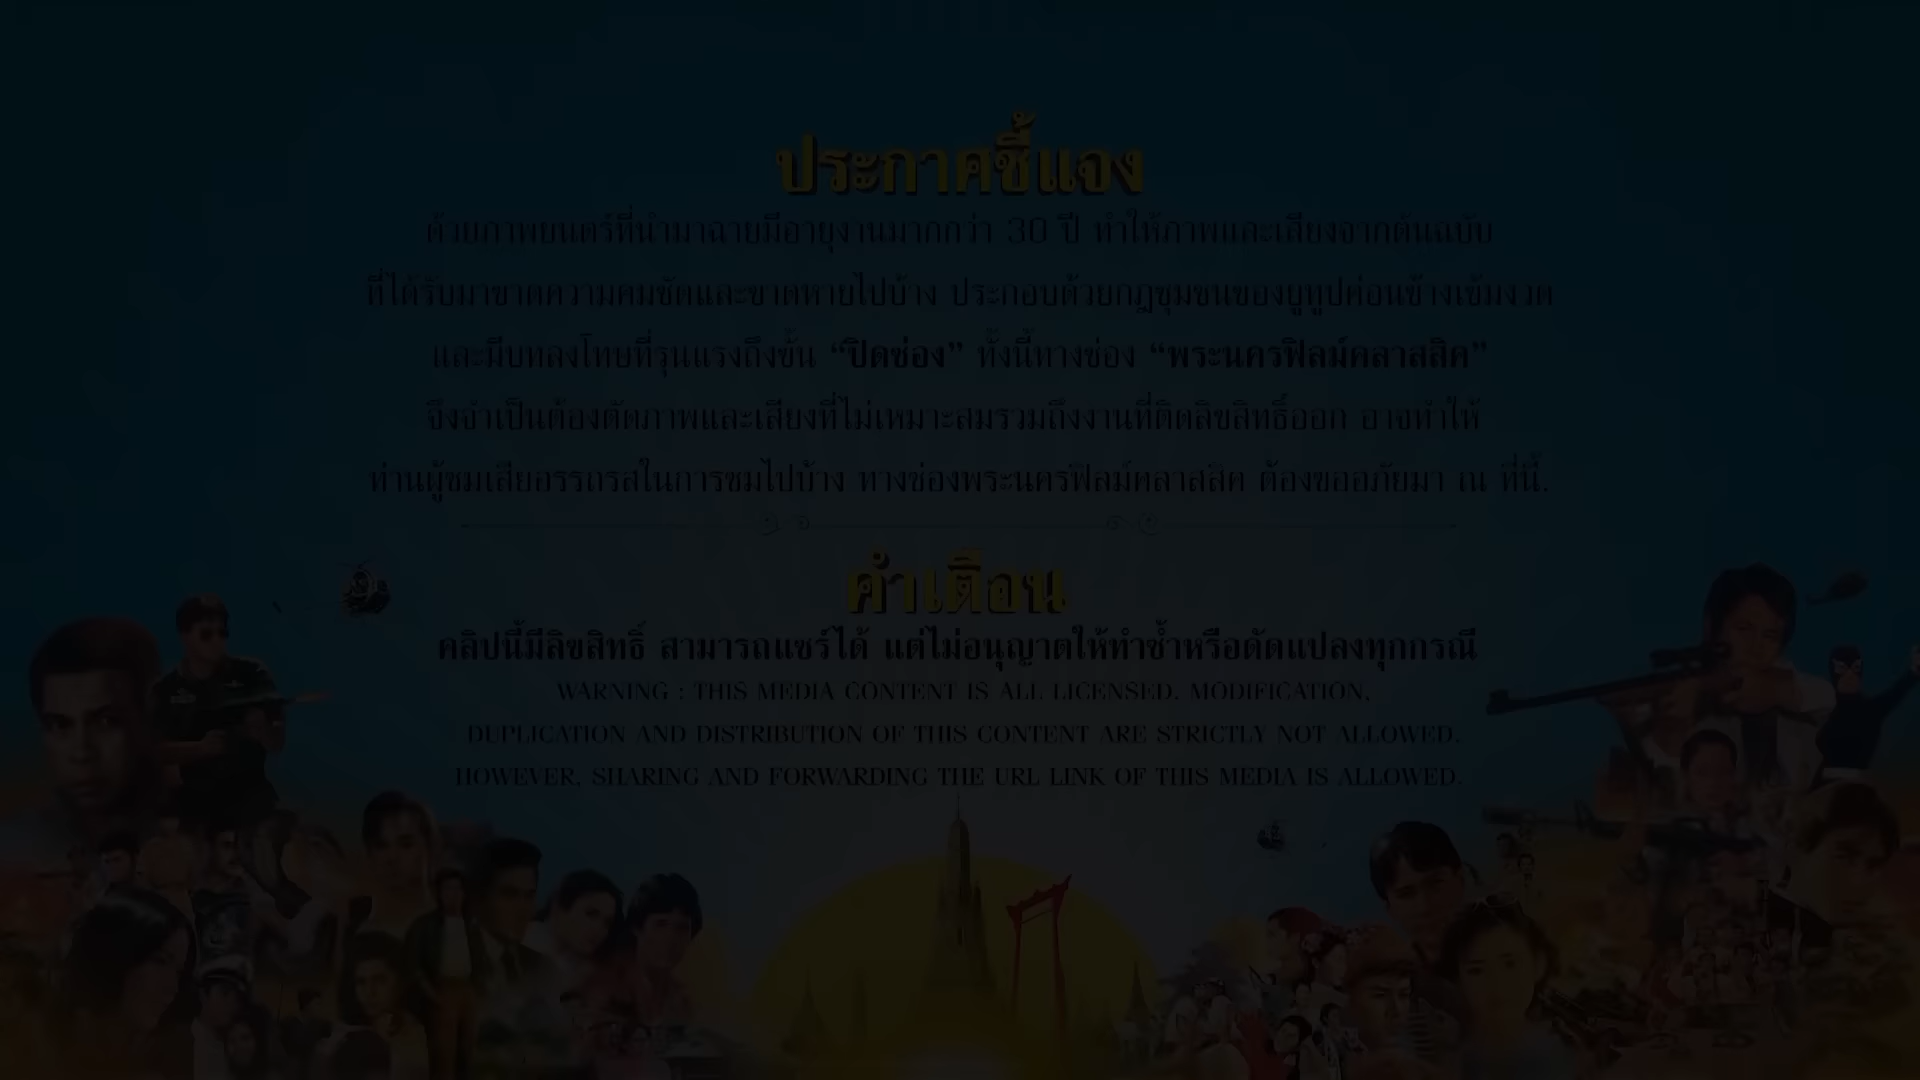 ประกาศชี้แจง
ด้วยภาพยนตร์ที่นำมาฉายมีอายุงานมากกว่า 30 ปี ทำให้ภาพและเสียงจากต้นฉบับ
ที่ได้รับมาขาดความคมชัดและขาดหายไปบ้าง ประกอบด้วยกฎชุมชนของยูทูปค่อนข้างเข้มงวด
และมีบทลงโทษที่รุนแรงถึงขั้น “ปิดช่อง” ทั้งนี้ทางช่อง “พระนครฟิลม์คลาสสิค”
จึงจำเป็นต้องตัดภาพและเสียงที่ไม่เหมาะสมรวมถึงงานที่ติดลิขสิทธิ์ออก อาจทำให้
ท่านผู้ชมเสียอรรถรสในการชมไปบ้าง ทางช่องพระนครฟิลม์คลาสสิค ต้องขออภัยมา ณ ที่นี้.
คำเตือน
คลิปนี้มีลิขสิทธิ์ สามารถแชร์ได้ แต่ไม่อนุญาตให้ทำซ้ำหรือดัดแปลงทุกกรณี
WARNING : THIS MEDIA CONTENT IS ALL LICENSED. MODIFICATION,
DUPLICATION AND DISTRIBUTION OF THIS CONTENT ARE STRICTLY NOT ALLOWED.
HOWEVER, SHARING AND FORWARDING THE URL LINK OF THIS MEDIA IS ALLOWED.